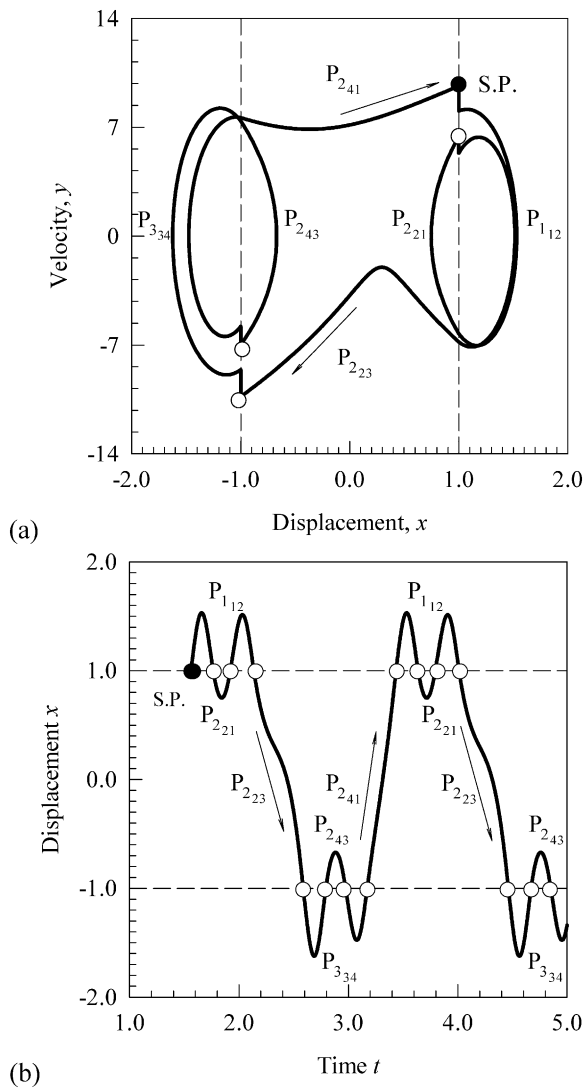 14
7
0
-7
-14
Velocity, y
P₂₄₁
S.P.
P₃₃₄
P₂₄₃
P₂₂₁
P₁₁₂
P₂₂₃
-2.0 -1.0 0.0 1.0 2.0
(a)
Displacement, x
2.0
1.0
0.0
-1.0
-2.0
Displacement x
P₁₁₂
P₁₁₂
S.P.
P₂₂₁
P₂₂₁
P₂₂₃
P₂₄₁
P₂₂₃
P₂₄₃
P₂₄₃
P₃₃₄
P₃₃₄
1.0 2.0 3.0 4.0 5.0
(b)
Time t